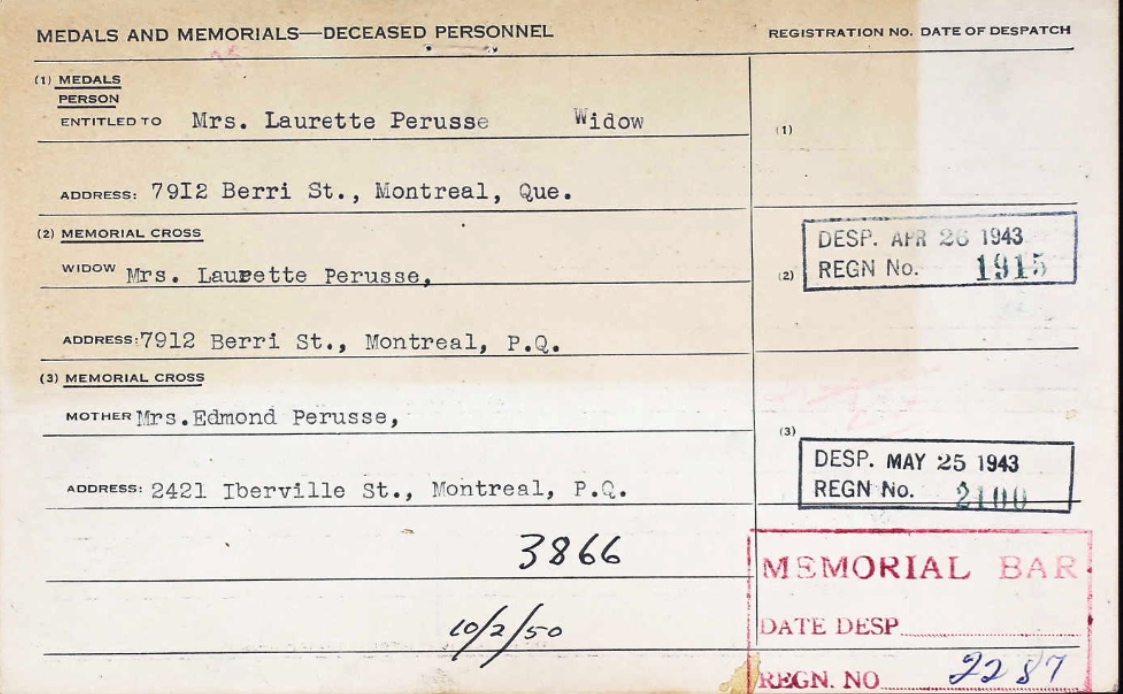 MEDALS AND MEMORIALS—DECEASED PERSONNEL
REGISTRATION NO. DATE OF DESPATCH
(1) MEDALS
PERSON
ENTITLED TO Mrs. Laurette Perusse Widow
(1)
ADDRESS: 79I2 Berri St., Montreal, Que.
(2) MEMORIAL CROSS
DESP. APR 26 1943
WIDOW Mrs. Laurette Perusse,
(2)
REGN No. 1915
ADDRESS: 7912 Berri St., Montreal, P.Q.
(3) MEMORIAL CROSS
MOTHER Mrs. Edmond Perusse,
(3)
DESP. MAY 25 1943
ADDRESS: 2421 Iberville St., Montreal, P.Q.
REGN No. 2100
3866
MEMORIAL BAR
10/2/50
DATE DESP
REGN. NO 2287